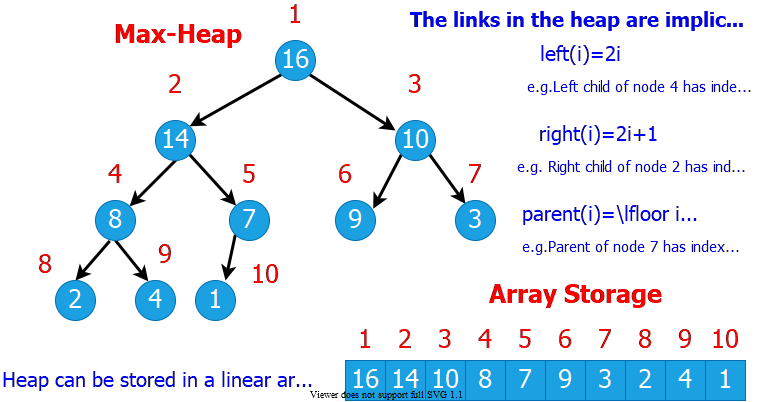 1
Max-Heap
The links in the heap are implic...
16
left(i)=2i
2
3
e.g.Left child of node 4 has inde...
14
10
right(i)=2i+1
4
5
6
7
e.g. Right child of node 2 has ind...
8
7
9
3
parent(i)=\lfloor i...
e.g.Parent of node 7 has index...
8
9
10
2
4
1
Array Storage
1 2 3 4 5 6 7 8 9 10
Heap can be stored in a linear ar...
16 14 10 8 7 9 3 2 4 1
Viewer does not support full SVG 1.1